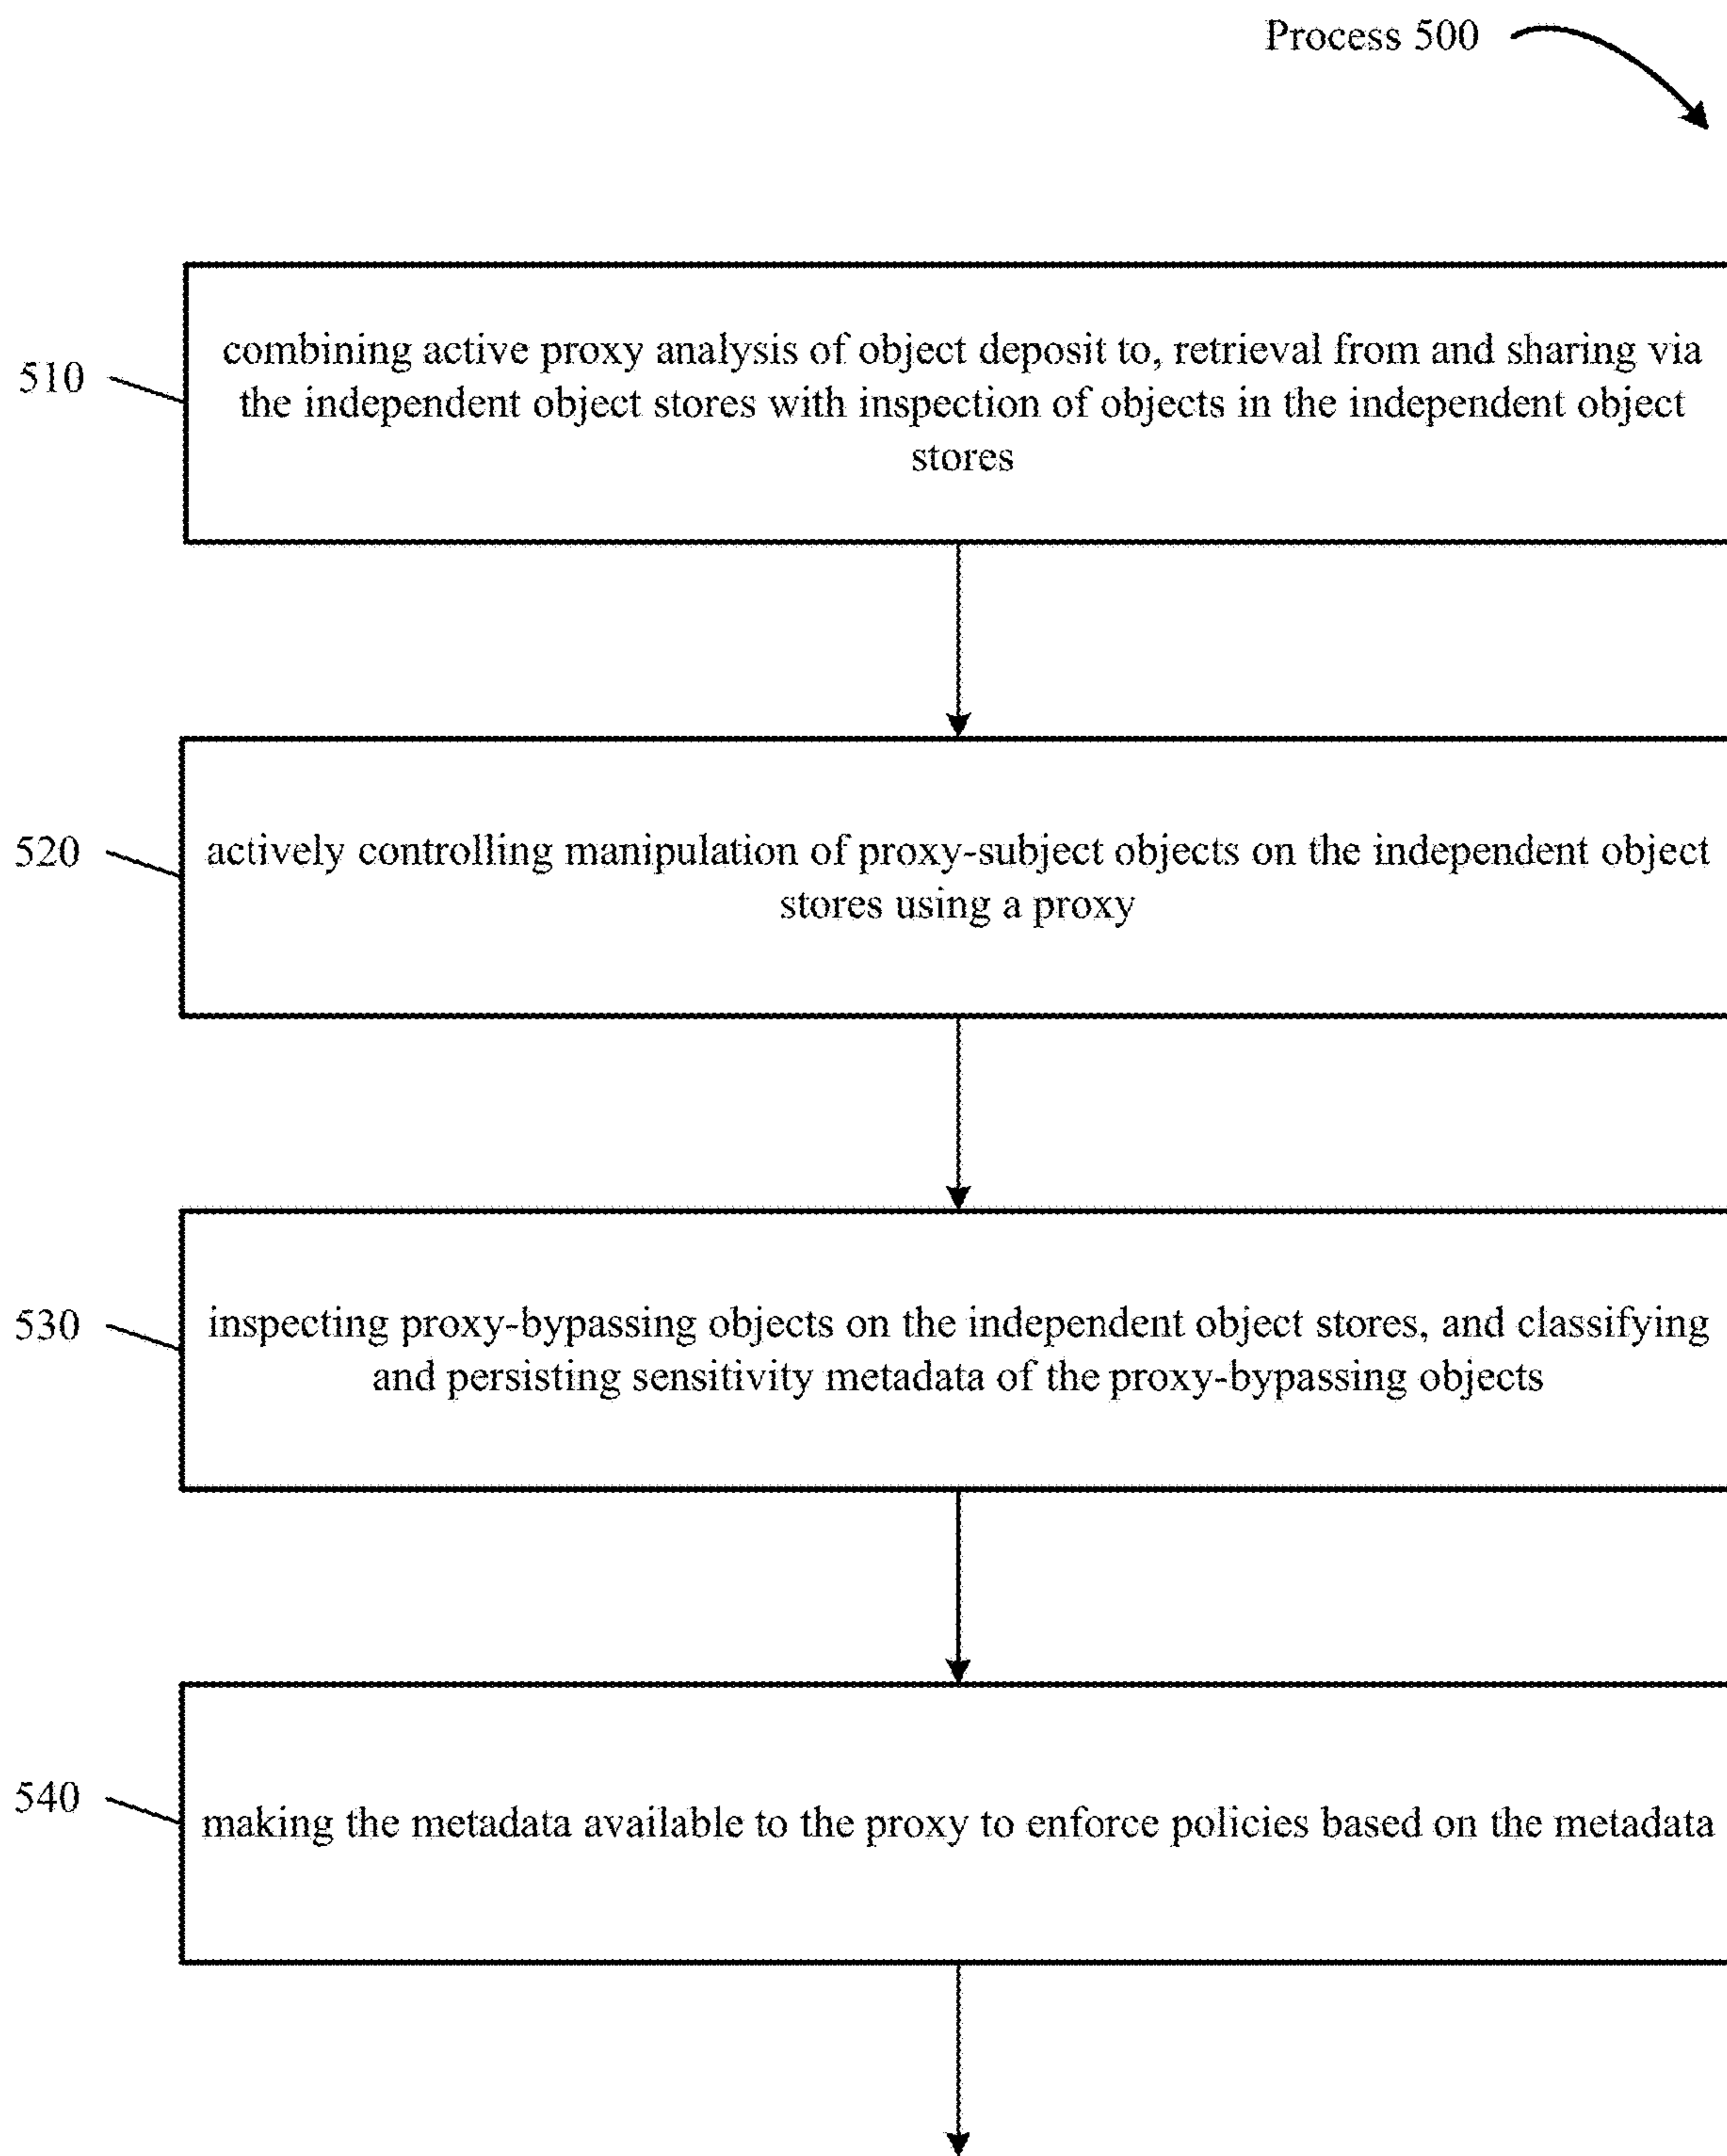 Process 500
510
combining active proxy analysis of object deposit to, retrieval from and sharing via
the independent object stores with inspection of objects in the independent object
stores
520
actively controlling manipulation of proxy-subject objects on the independent object
stores using a proxy
530
inspecting proxy-bypassing objects on the independent object stores, and classifying
and persisting sensitivity metadata of the proxy-bypassing objects
540
making the metadata available to the proxy to enforce policies based on the metadata